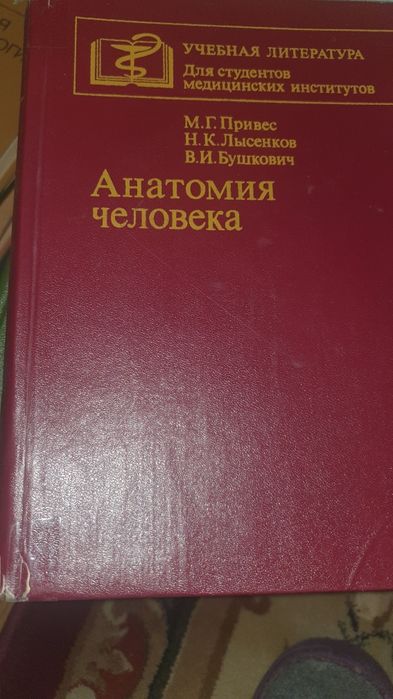 УЧЕБНАЯ ЛИТЕРАТУРА
Для студентов
медицинских институтов
М.Г. Привес
Н.К. Лысенков
В.И. Бушкович
Анатомия
человека